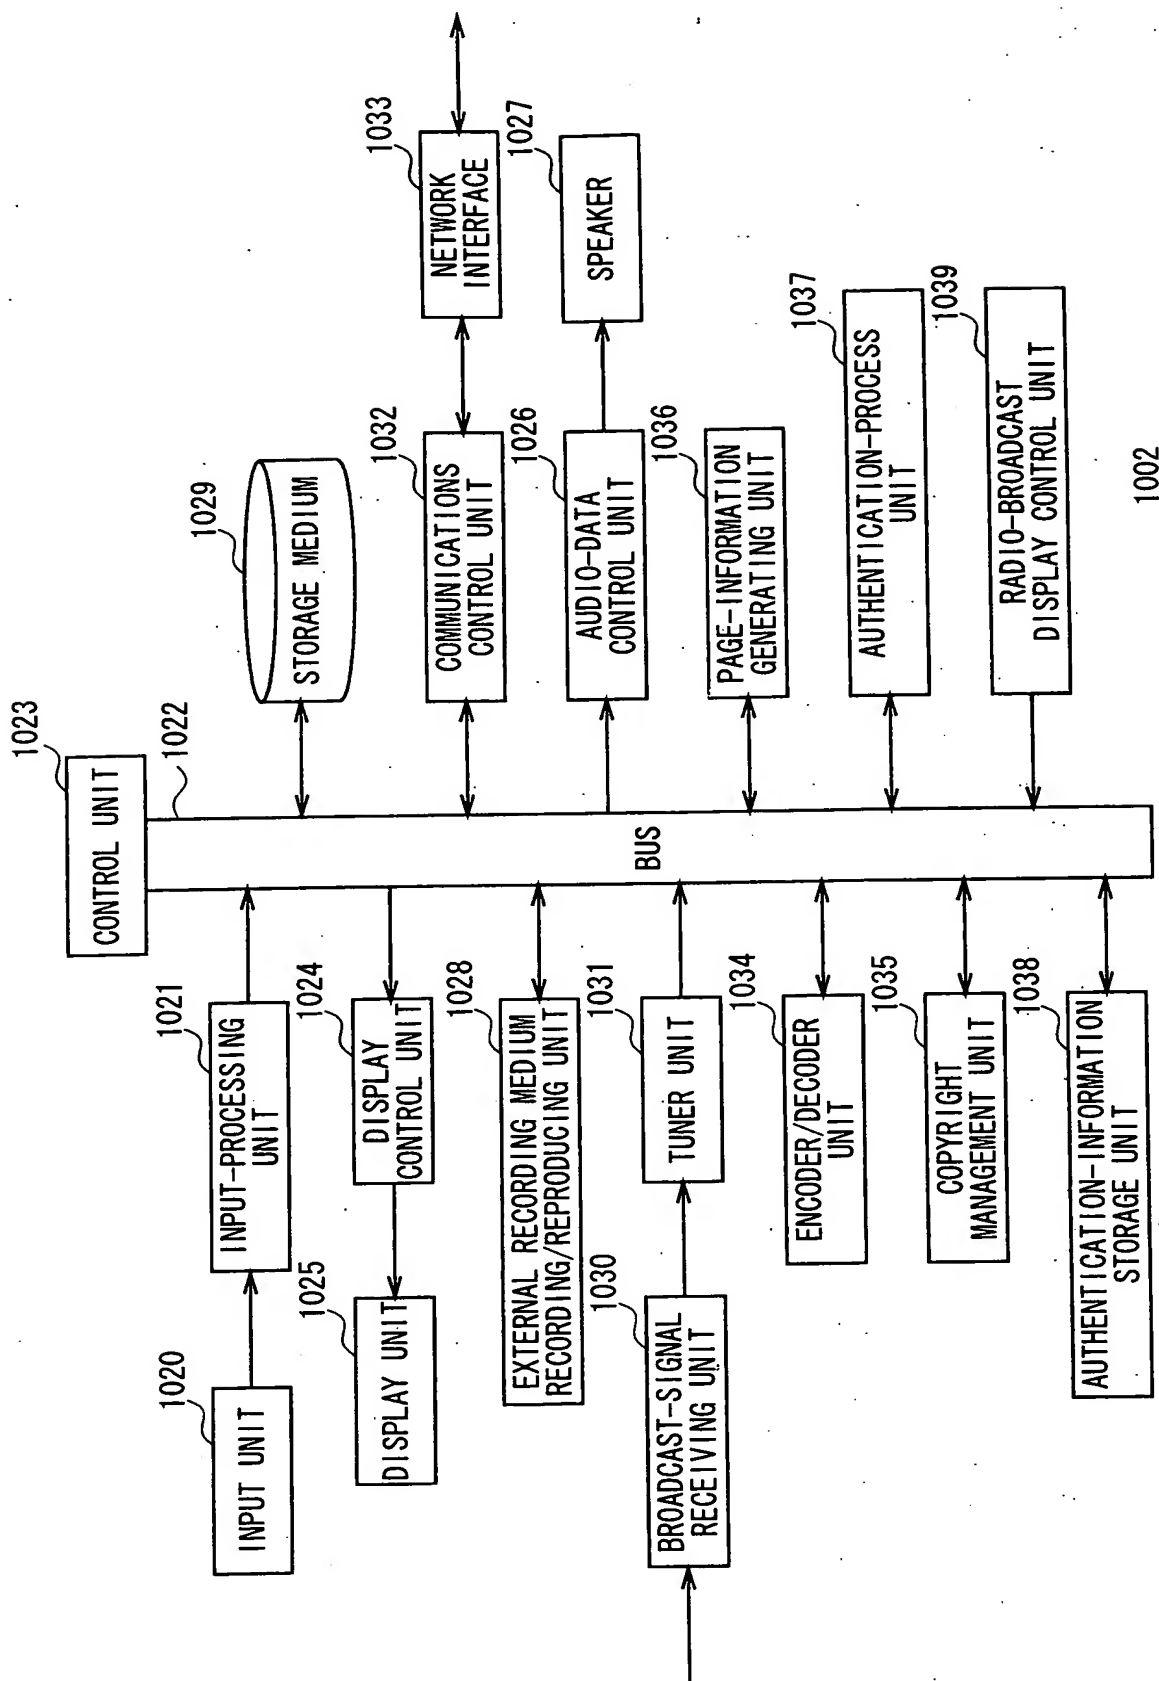 1023
CONTROL UNIT
1022
BUS
1020
INPUT UNIT
1021
INPUT-PROCESSING
UNIT
1024
DISPLAY
CONTROL UNIT
1025
DISPLAY UNIT
1028
EXTERNAL RECORDING MEDIUM
RECORDING/REPRODUCING UNIT
1030
BROADCAST-SIGNAL
RECEIVING UNIT
1031
TUNER UNIT
1034
ENCODER/DECODER
UNIT
1035
COPYRIGHT
MANAGEMENT UNIT
1038
AUTHENTICATION-INFORMATION
STORAGE UNIT
1029
STORAGE MEDIUM
1032
COMMUNICATIONS
CONTROL UNIT
1033
NETWORK
INTERFACE
1026
AUDIO-DATA
CONTROL UNIT
1027
SPEAKER
1036
PAGE-INFORMATION
GENERATING UNIT
1037
AUTHENTICATION-PROCESS
UNIT
1039
RADIO-BROADCAST
DISPLAY CONTROL UNIT
1002